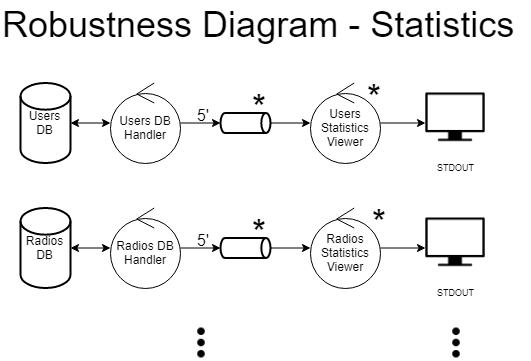 Robustness Diagram - Statistics
Users
DB
Users DB
Handler
5'
*
Users
Statistics
Viewer
*
STDOUT
Radios
DB
Radios DB
Handler
5'
*
Radios
Statistics
Viewer
*
STDOUT